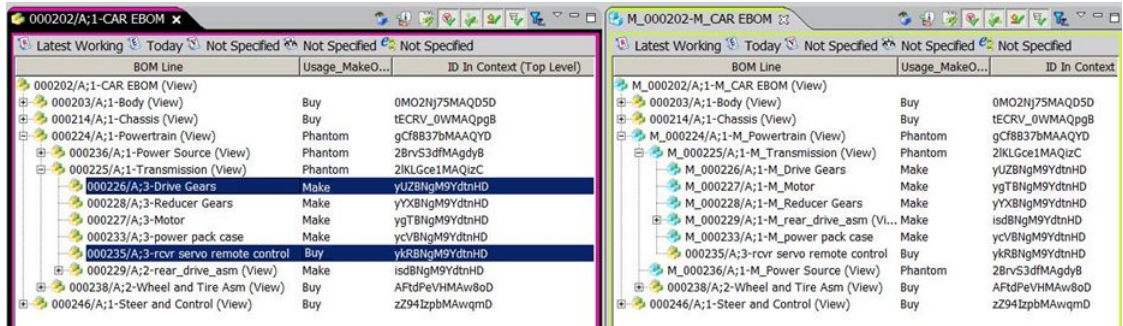 000202/A;1-CAR EBOM
Latest Working Today Not Specified Not Specified Not Specified
BOM Line Usage_MakeO... ID In Context (Top Level)
000202/A;1-CAR EBOM (View)
000203/A;1-Body (View) Buy 0MO2Nj75MAQD5D
000214/A;1-Chassis (View) Buy tECRV_0WMAQpgB
000224/A;1-Powertrain (View) Phantom gCf8B37bMAAQYD
000236/A;1-Power Source (View) Phantom 2BrvS3dfMAgdyB
000225/A;1-Transmission (View) Phantom 2lKLGce1MAQizC
000226/A;3-Drive Gears Make yUZBNgM9YdtnHD
000228/A;3-Reducer Gears Make yYXBNgM9YdtnHD
000227/A;3-Motor Make ygTBNgM9YdtnHD
000233/A;3-power pack case Make ycVBNgM9YdtnHD
000235/A;3-rcvr servo remote control Buy ykRBNgM9YdtnHD
000229/A;2-rear_drive_asm (View) Make isdBNgM9YdtnHD
000238/A;2-Wheel and Tire Asm (View) Buy AFtdPeVHMAw8oD
000246/A;1-Steer and Control (View) Buy zZ94IzpbMAwqmD
M_000202-M_CAR EBOM
Latest Working Today Not Specified Not Specified Not Specified
BOM Line Usage_MakeO... ID In Context
M_000202/A;1-M_CAR EBOM (View)
000203/A;1-Body (View) Buy 0MO2Nj75MAQD5D
000214/A;1-Chassis (View) Buy tECRV_0WMAQpgB
M_000224/A;1-M_Powertrain (View) Phantom gCf8B37bMAAQYD
M_000225/A;1-M_Transmission (View) Phantom 2lKLGce1MAQizC
M_000226/A;1-M_Drive Gears Make yUZBNgM9YdtnHD
M_000227/A;1-M_Motor Make ygTBNgM9YdtnHD
M_000228/A;1-M_Reducer Gears Make yYXBNgM9YdtnHD
M_000229/A;1-M_rear_drive_asm (Vi... Make isdBNgM9YdtnHD
M_000233/A;1-M_power pack case Make ycVBNgM9YdtnHD
000235/A;3-rcvr servo remote control Buy ykRBNgM9YdtnHD
M_000236/A;1-M_Power Source (View) Phantom 2BrvS3dfMAgdyB
000238/A;2-Wheel and Tire Asm (View) Buy AFtdPeVHMAw8oD
000246/A;1-Steer and Control (View) Buy zZ94IzpbMAwqmD